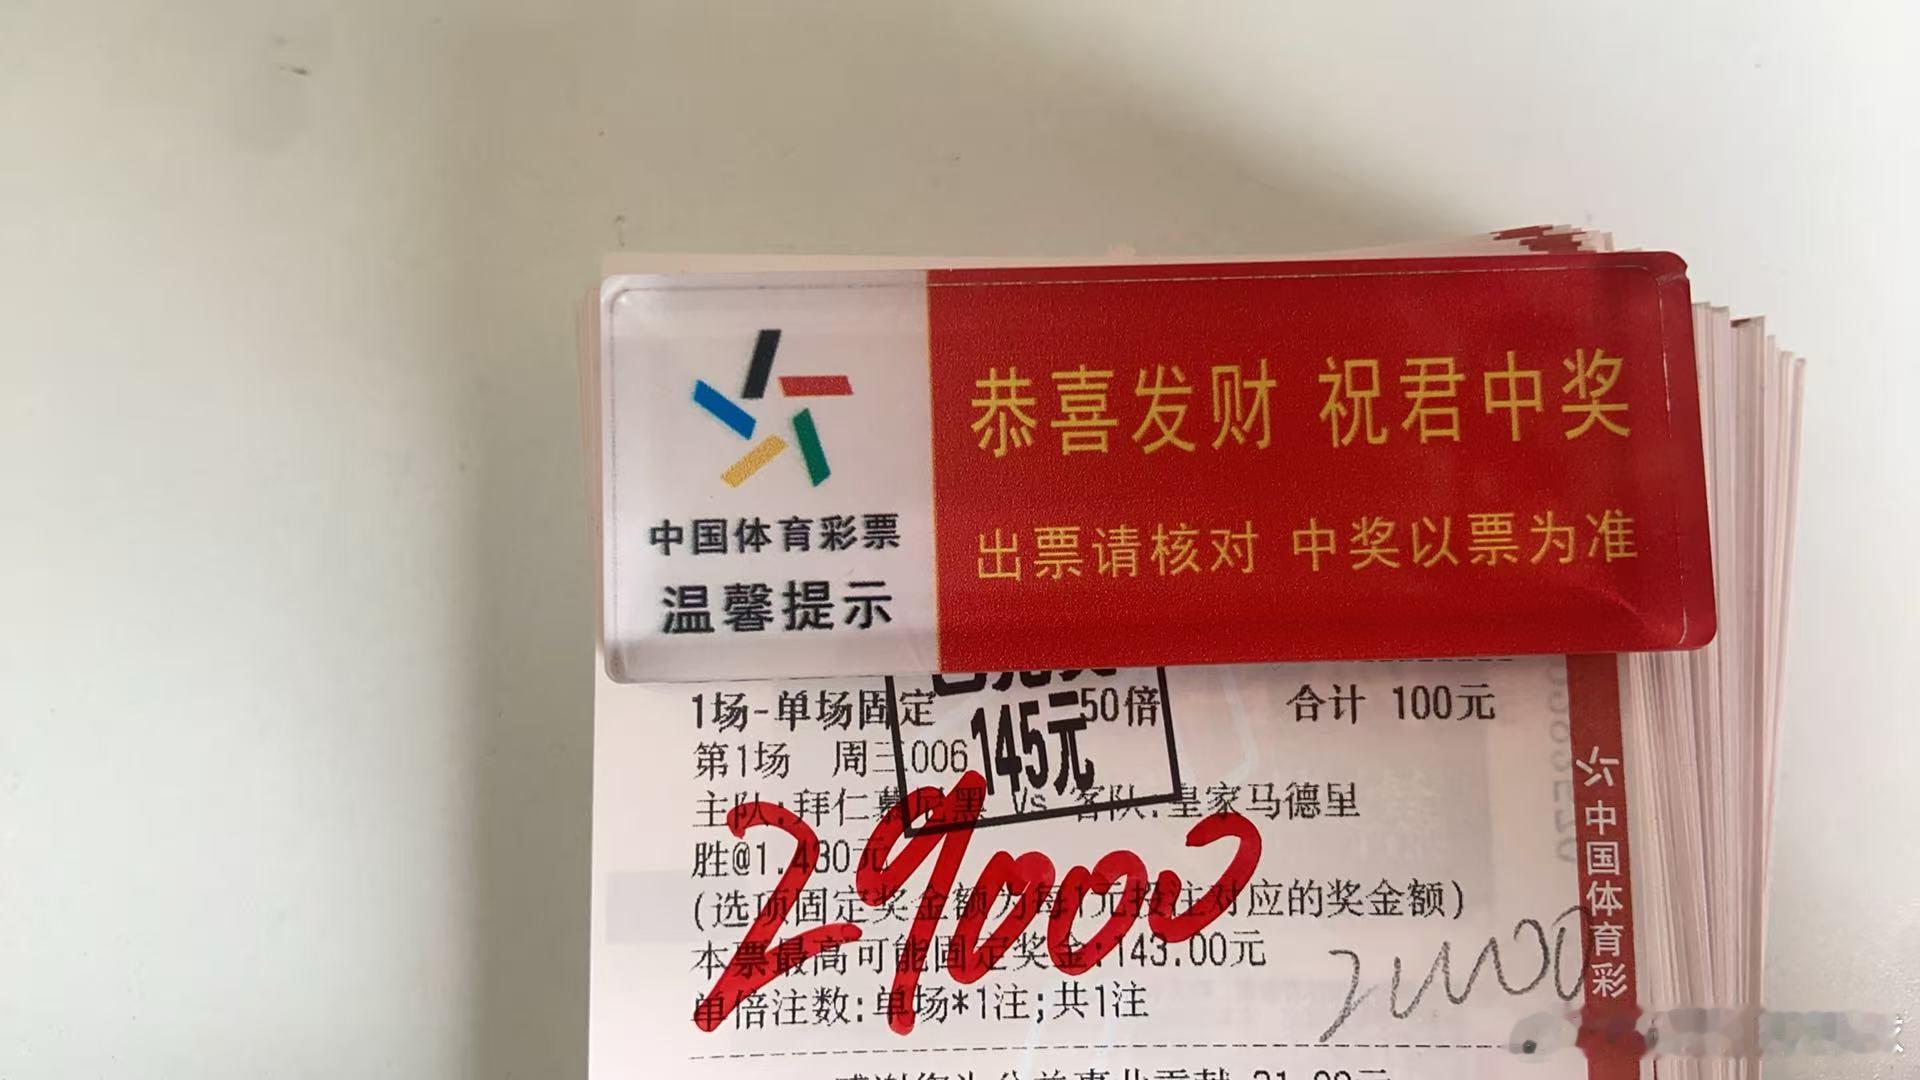 恭喜发财 祝君中奖
出票请核对 中奖以票为准
中国体育彩票
温馨提示
145元
1场-单场固定 50倍 合计 100元
第1场 周三006
主队:拜仁慕尼黑 Vs 客队:皇家马德里
胜@1.430元
(选项固定奖金额为每1元投注对应的奖金额)
本票最高可能固定奖金:143.00元
单倍注数:单场*1注;共1注
29000
中国体育彩